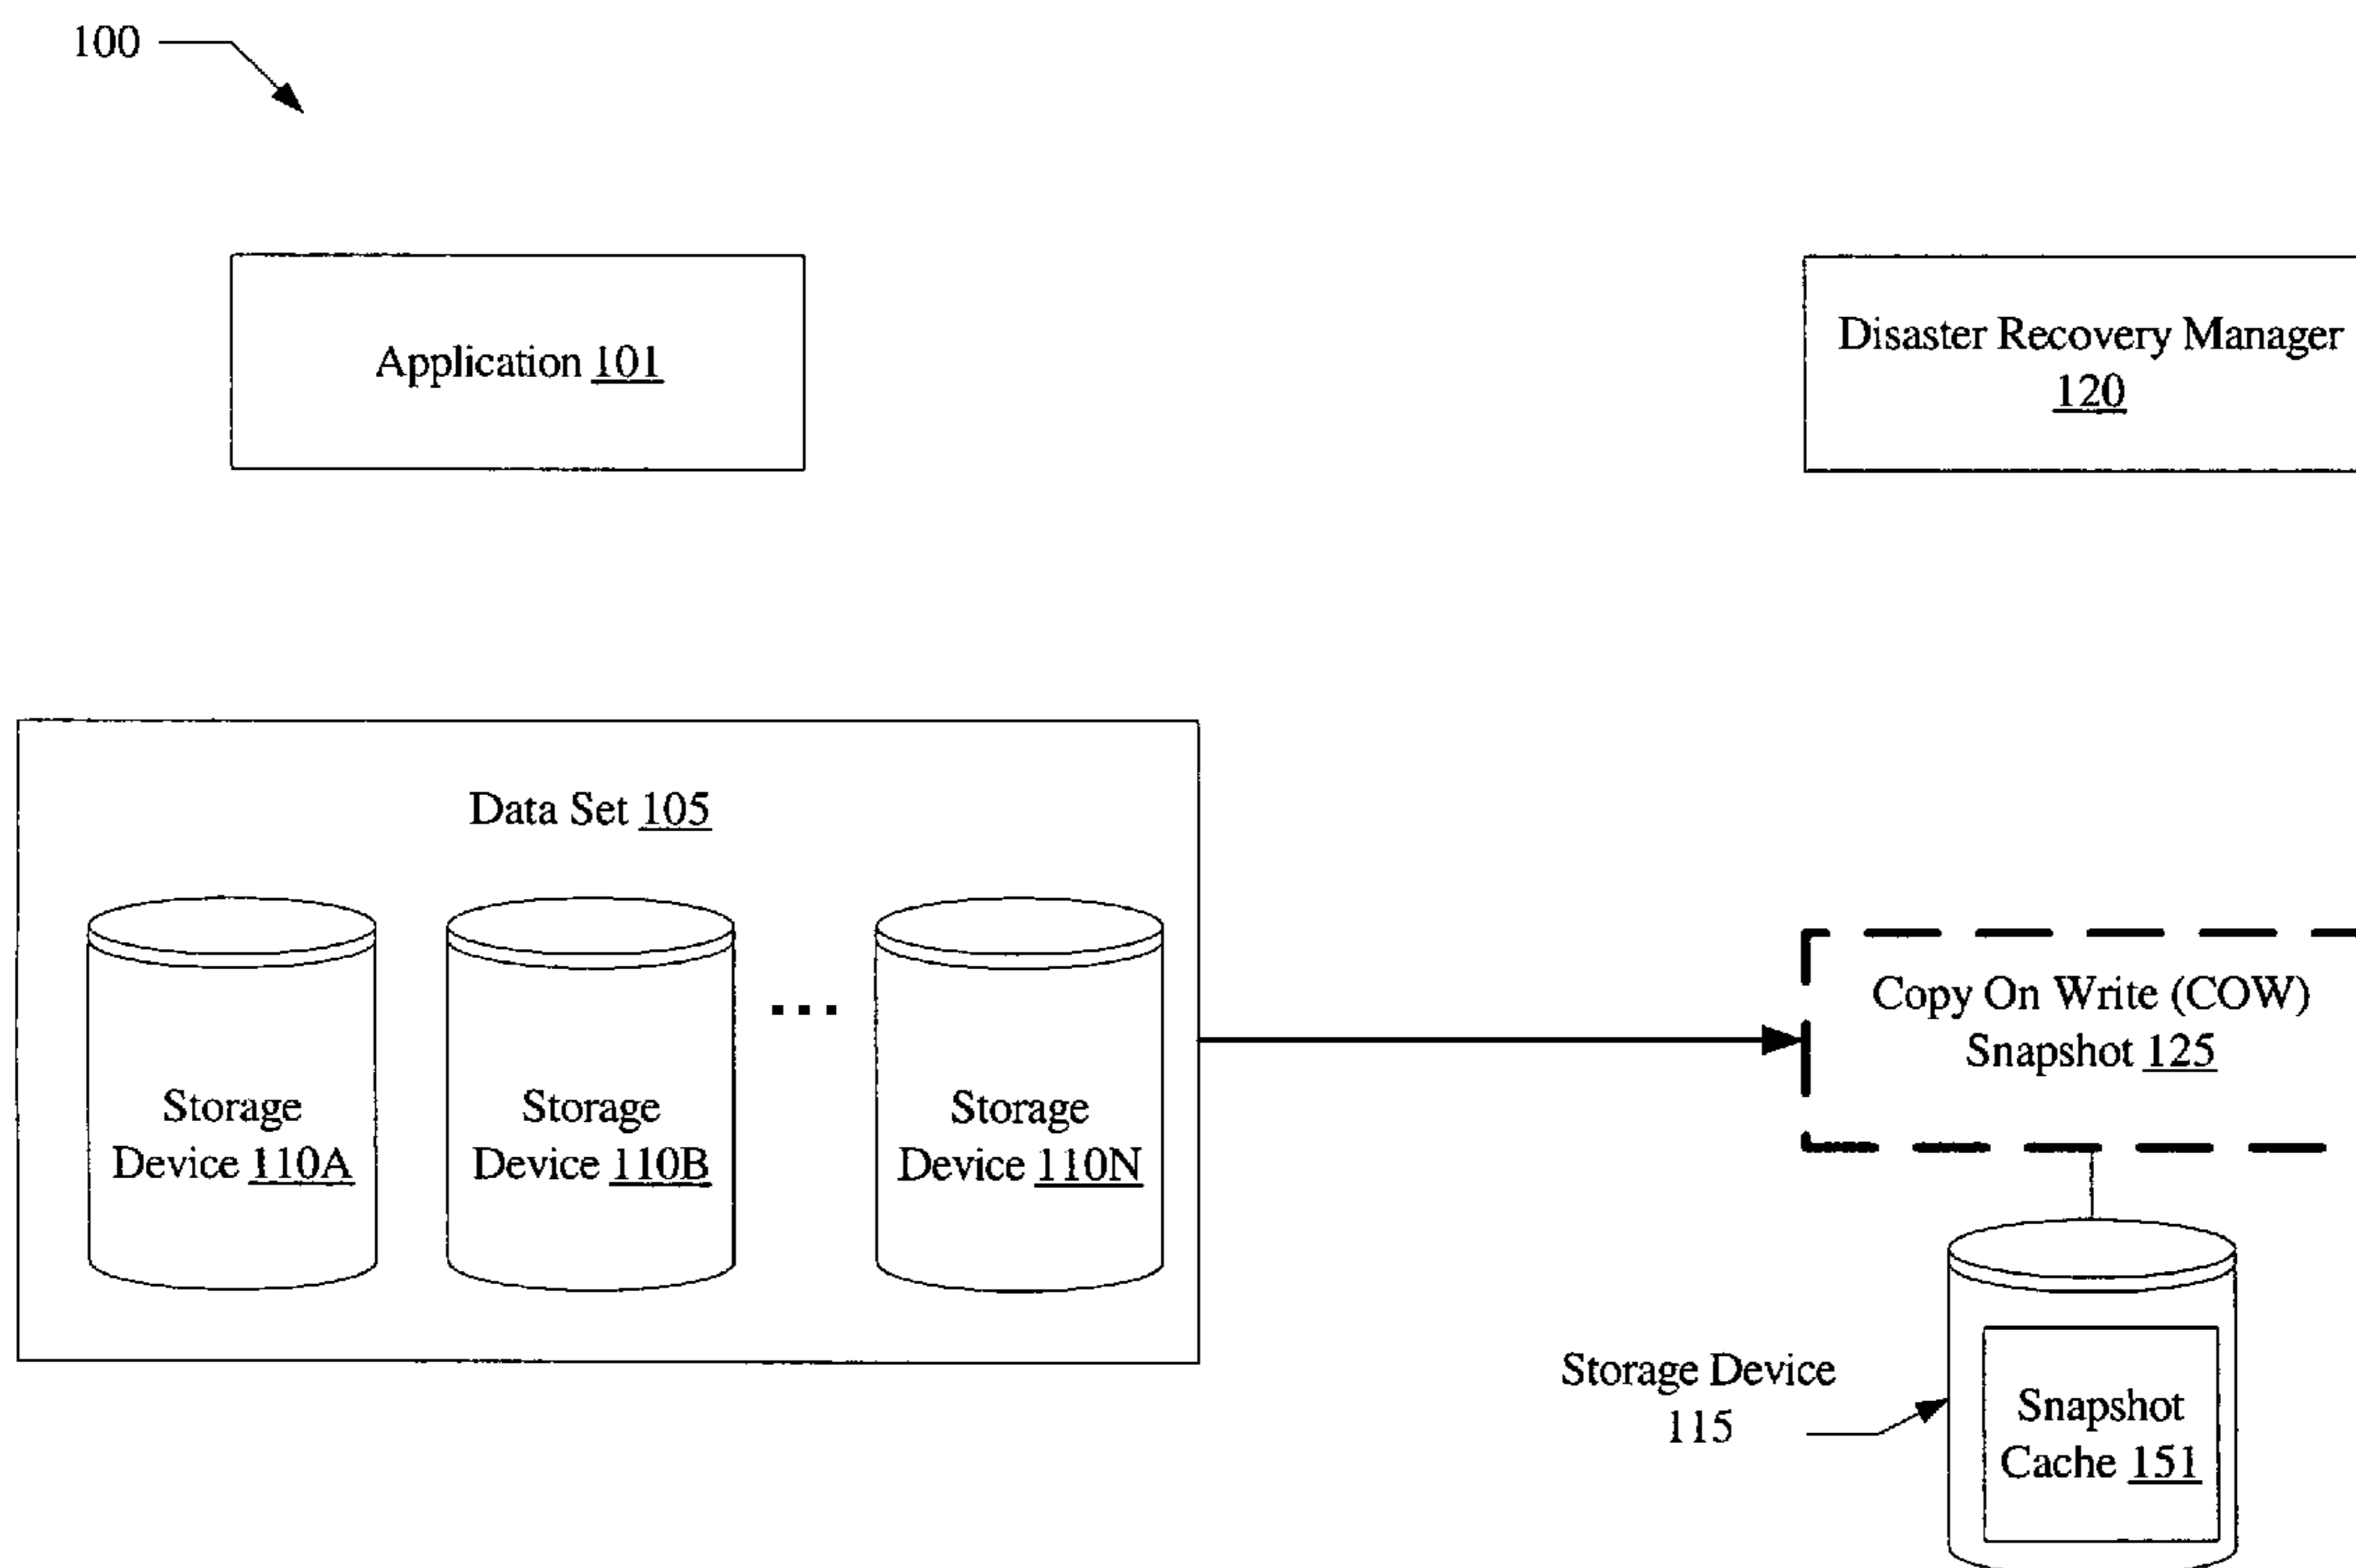 100
Application 101
Disaster Recovery Manager
120
Data Set 105
Storage
Device 110A
Storage
Device 110B
...
Storage
Device 110N
Copy On Write (COW)
Snapshot 125
Storage Device
115
Snapshot
Cache 151